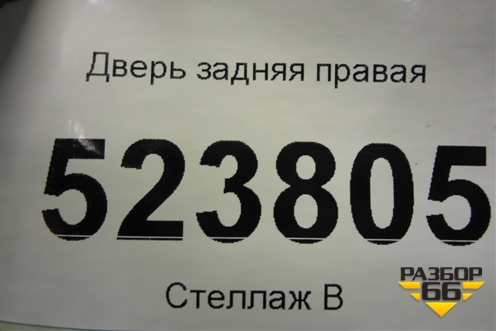 Дверь задняя правая
523805
Стеллаж В
РАЗБОР
66